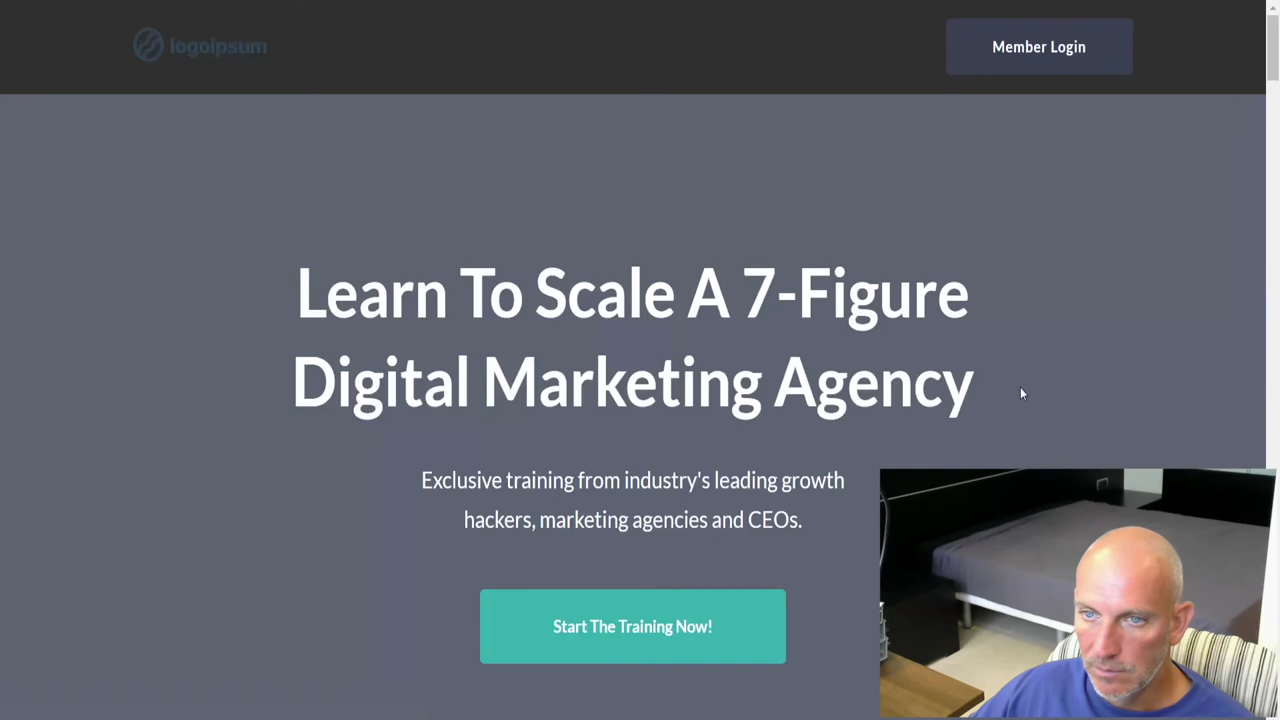 logoipsum
Member Login
Learn To Scale A 7-Figure
Digital Marketing Agency
Exclusive training from industry's leading growth
hackers, marketing agencies and CEOs.
Start The Training Now!